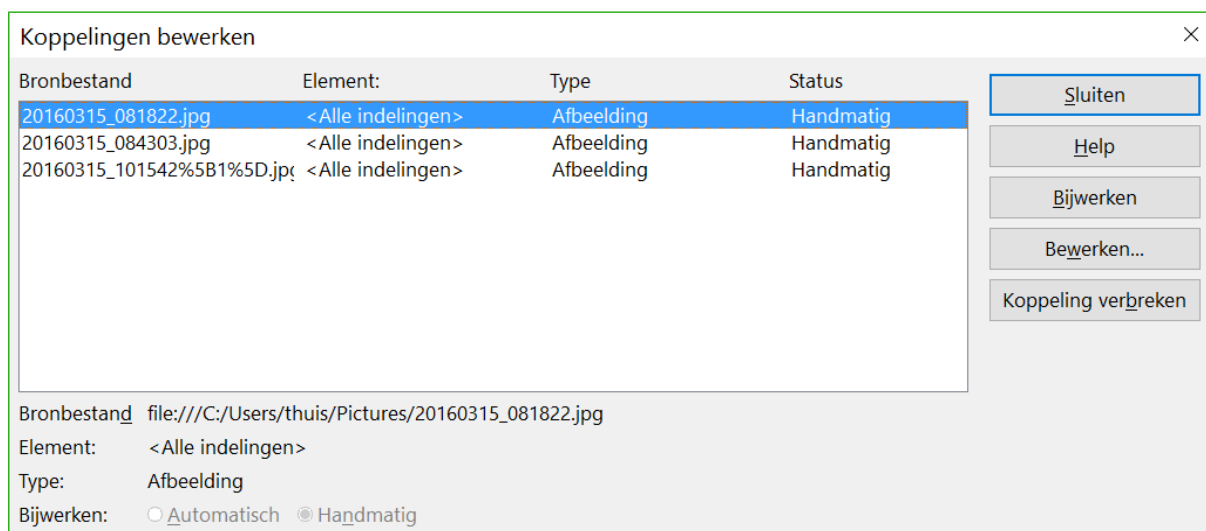 Koppelingen bewerken
Bronbestand Element: Type Status
20160315_081822.jpg <Alle indelingen> Afbeelding Handmatig
20160315_084303.jpg <Alle indelingen> Afbeelding Handmatig
20160315_101542%5B1%5D.jpg <Alle indelingen> Afbeelding Handmatig
Sluiten
Help
Bijwerken
Bewerken...
Koppeling verbreken
Bronbestand file:///C:/Users/thuis/Pictures/20160315_081822.jpg
Element: <Alle indelingen>
Type: Afbeelding
Bijwerken: Automatisch Handmatig